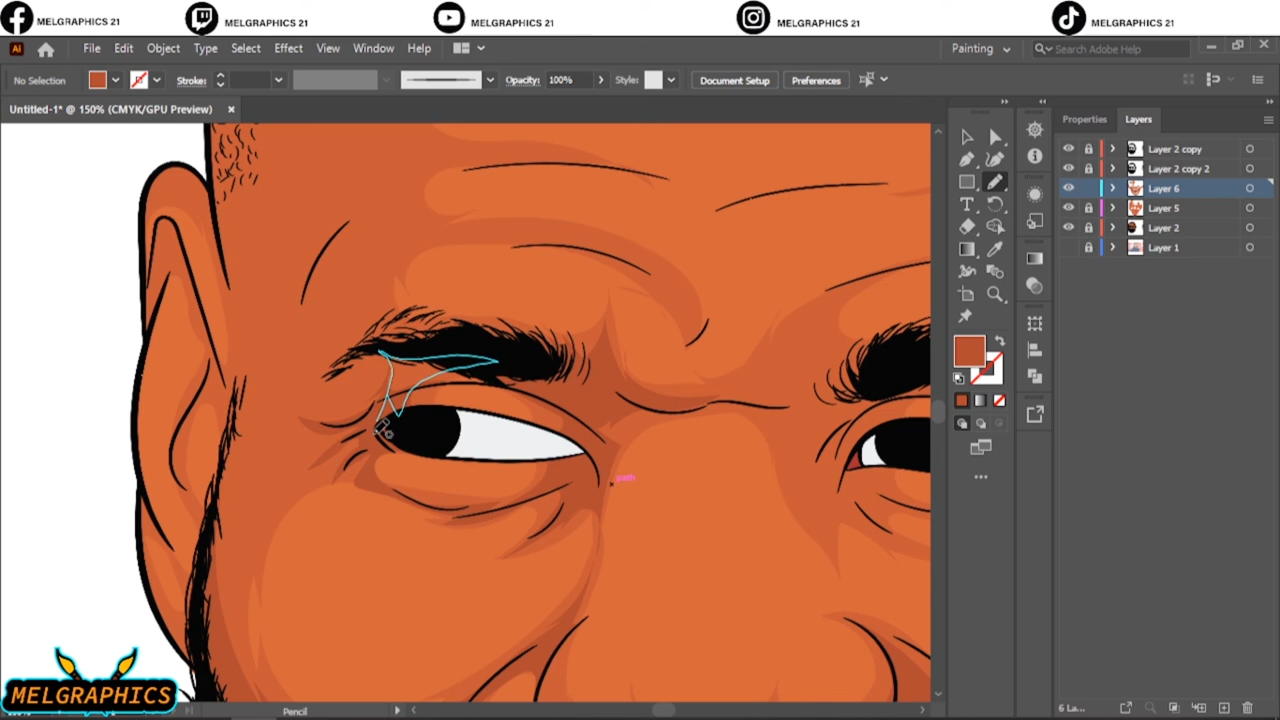 MELGRAPHICS 21 MELGRAPHICS 21 MELGRAPHICS 21 MELGRAPHICS 21 MELGRAPHICS 21
Ai File Edit Object Type Select Effect View Window Help Painting Search Adobe Help
No Selection Stroke: Opacity: 100% Style: Document Setup Preferences
Untitled-1* @ 150% (CMYK/GPU Preview) Properties Layers
Layer 2 copy
Layer 2 copy 2
Layer 6
Layer 5
Layer 2
Layer 1
path
MELGRAPHICS
Pencil 6 La...